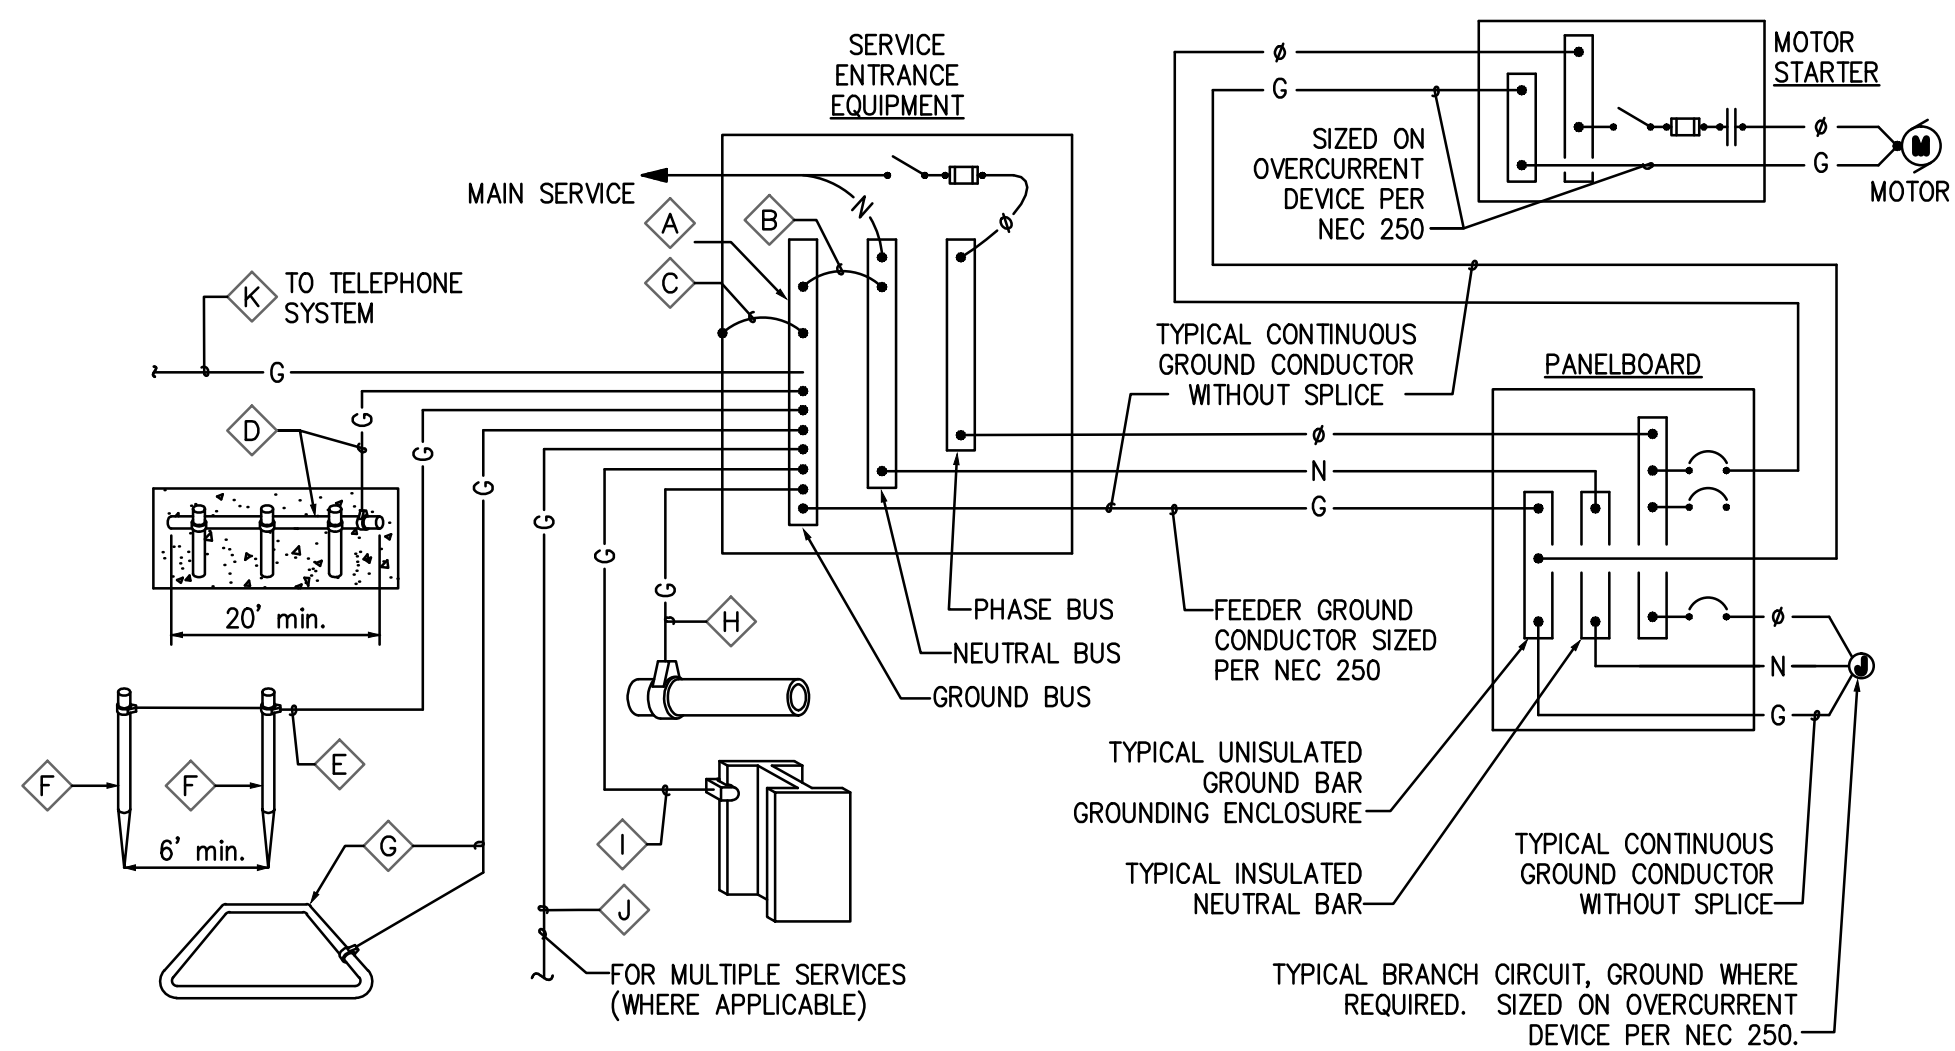 SERVICE
ENTRANCE
EQUIPMENT
MOTOR
STARTER
Ø
G
SIZED ON
OVERCURRENT
DEVICE PER
NEC 250
Ø
G
M
MOTOR
MAIN SERVICE
N
Ø
A
B
C
K
TO TELEPHONE
SYSTEM
G
D
G
G
G
G
G
G
20' min.
TYPICAL CONTINUOUS
GROUND CONDUCTOR
WITHOUT SPLICE
PANELBOARD
Ø
N
G
H
PHASE BUS
NEUTRAL BUS
GROUND BUS
FEEDER GROUND
CONDUCTOR SIZED
PER NEC 250
Ø
N
G
J
F
F
E
6' min.
G
I
J
FOR MULTIPLE SERVICES
(WHERE APPLICABLE)
TYPICAL UNISULATED
GROUND BAR
GROUNDING ENCLOSURE
TYPICAL INSULATED
NEUTRAL BAR
TYPICAL CONTINUOUS
GROUND CONDUCTOR
WITHOUT SPLICE
TYPICAL BRANCH CIRCUIT, GROUND WHERE
REQUIRED. SIZED ON OVERCURRENT
DEVICE PER NEC 250.